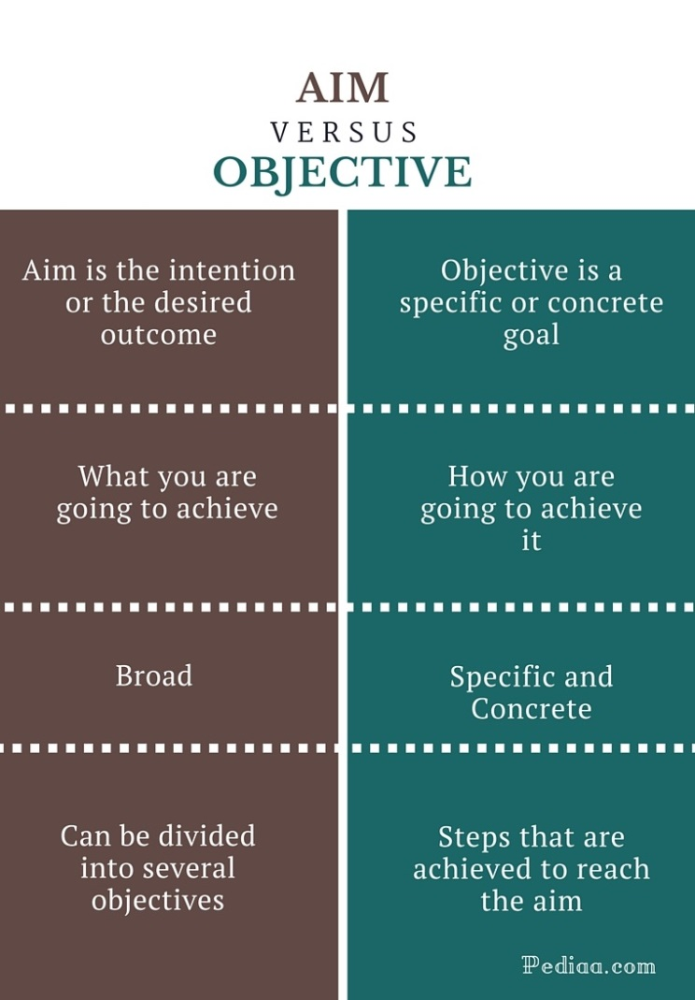 AIM
VERSUS
OBJECTIVE
Aim is the intention
or the desired
outcome
Objective is a
specific or concrete
goal
What you are
going to achieve
How you are
going to achieve
it
Broad
Specific and
Concrete
Can be divided
into several
objectives
Steps that are
achieved to reach
the aim
Pediaa.com